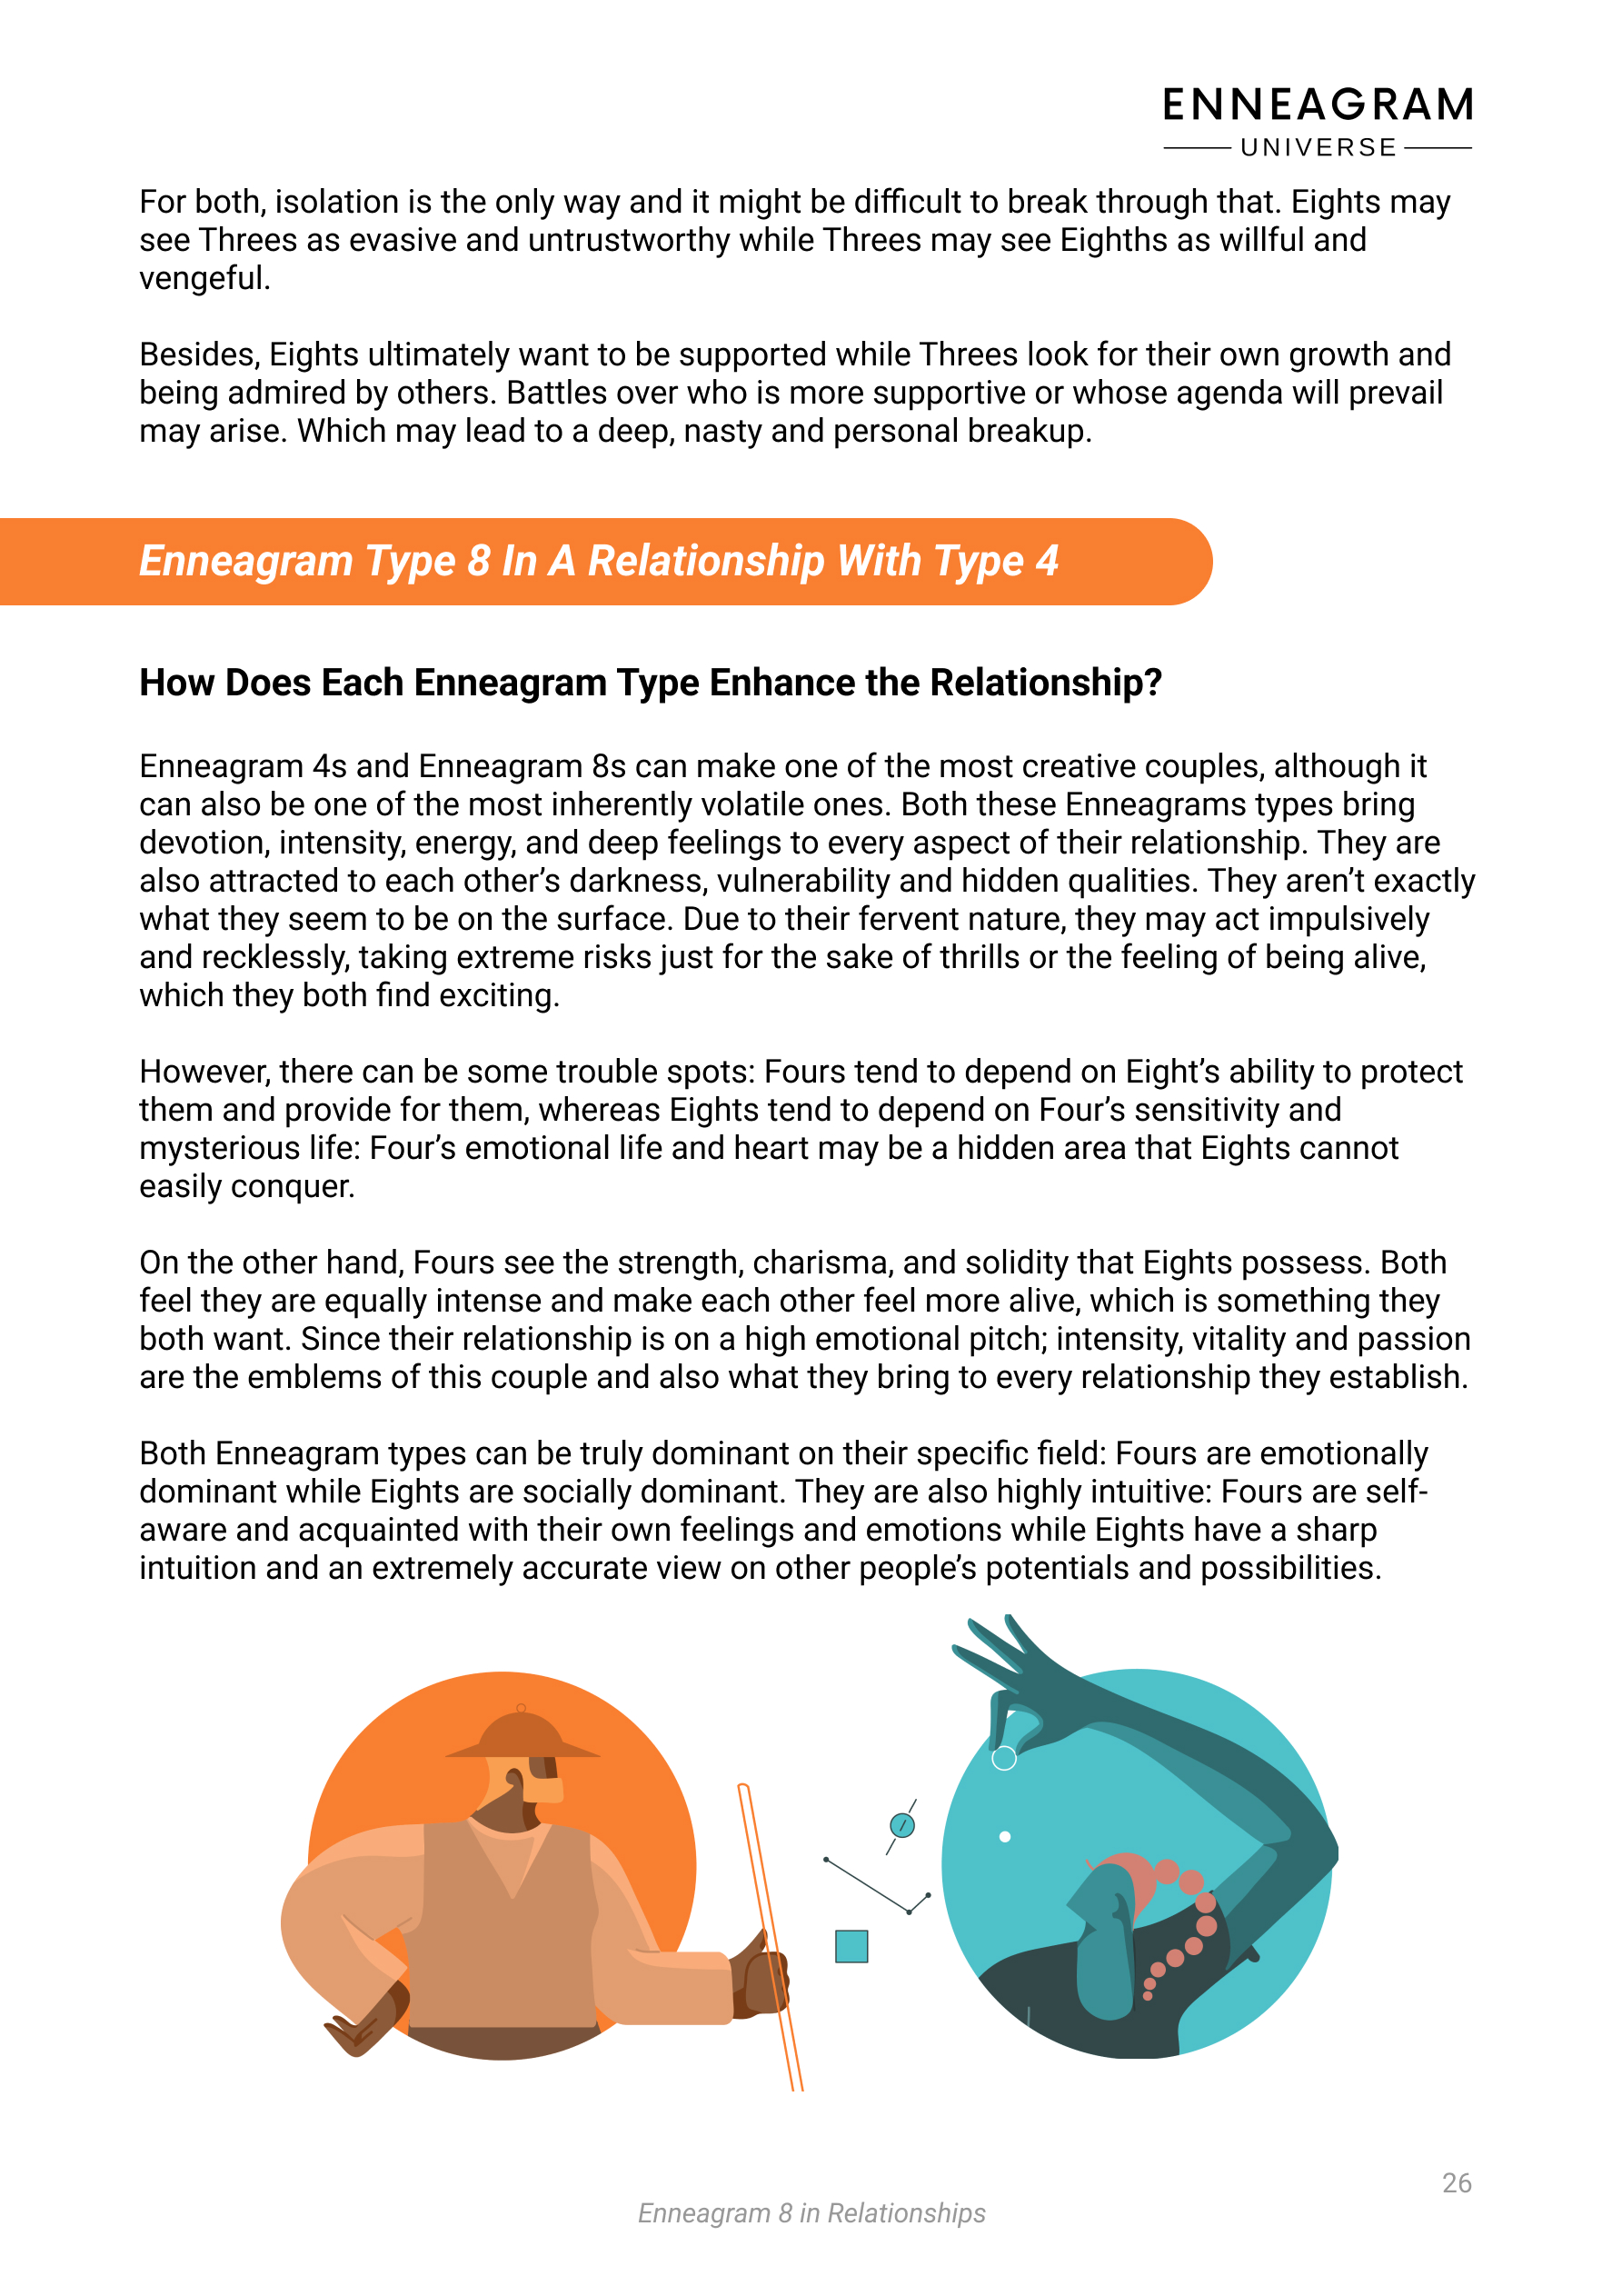 ENNEAGRAM
UNIVERSE
For both, isolation is the only way and it might be difficult to break through that. Eights may
see Threes as evasive and untrustworthy while Threes may see Eighths as willful and
vengeful.
Besides, Eights ultimately want to be supported while Threes look for their own growth and
being admired by others. Battles over who is more supportive or whose agenda will prevail
may arise. Which may lead to a deep, nasty and personal breakup.
Enneagram Type 8 In A Relationship With Type 4
How Does Each Enneagram Type Enhance the Relationship?
Enneagram 4s and Enneagram 8s can make one of the most creative couples, although it
can also be one of the most inherently volatile ones. Both these Enneagrams types bring
devotion, intensity, energy, and deep feelings to every aspect of their relationship. They are
also attracted to each other’s darkness, vulnerability and hidden qualities. They aren’t exactly
what they seem to be on the surface. Due to their fervent nature, they may act impulsively
and recklessly, taking extreme risks just for the sake of thrills or the feeling of being alive,
which they both find exciting.
However, there can be some trouble spots: Fours tend to depend on Eight’s ability to protect
them and provide for them, whereas Eights tend to depend on Four’s sensitivity and
mysterious life: Four’s emotional life and heart may be a hidden area that Eights cannot
easily conquer.
On the other hand, Fours see the strength, charisma, and solidity that Eights possess. Both
feel they are equally intense and make each other feel more alive, which is something they
both want. Since their relationship is on a high emotional pitch; intensity, vitality and passion
are the emblems of this couple and also what they bring to every relationship they establish.
Both Enneagram types can be truly dominant on their specific field: Fours are emotionally
dominant while Eights are socially dominant. They are also highly intuitive: Fours are self-
aware and acquainted with their own feelings and emotions while Eights have a sharp
intuition and an extremely accurate view on other people’s potentials and possibilities.
26
Enneagram 8 in Relationships